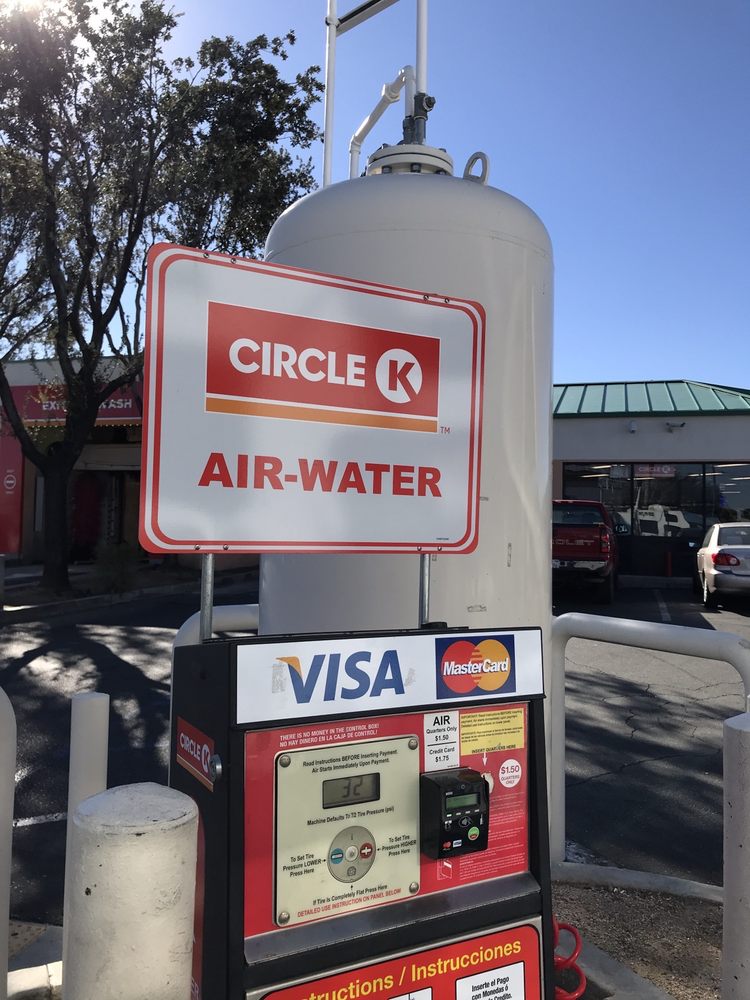 CIRCLE K
TM
AIR-WATER
VISA
MasterCard
CIRCLE K
THERE IS NO MONEY IN THE CONTROL BOX!
NO HAY DINERO EN LA CAJA DE CONTROL!
Read Instructions BEFORE Inserting Payment.
Air Starts Immediately Upon Payment.
32
Machine Defaults To 32 Tire Pressure (psi)
To Set Tire
Pressure LOWER
Press Here
To Set Tire
Pressure HIGHER
Press Here
If Tire is Completely Flat Press Here
DETAILED USE INSTRUCTION ON PANEL BELOW
AIR
Quarters Only
$1.50
Credit Card
$1.75
INSERT QUARTERS HERE
$1.50
QUARTERS
ONLY
Instructions / Instrucciones
Inserte el Pago
con Monedas ó
CIRCLE K